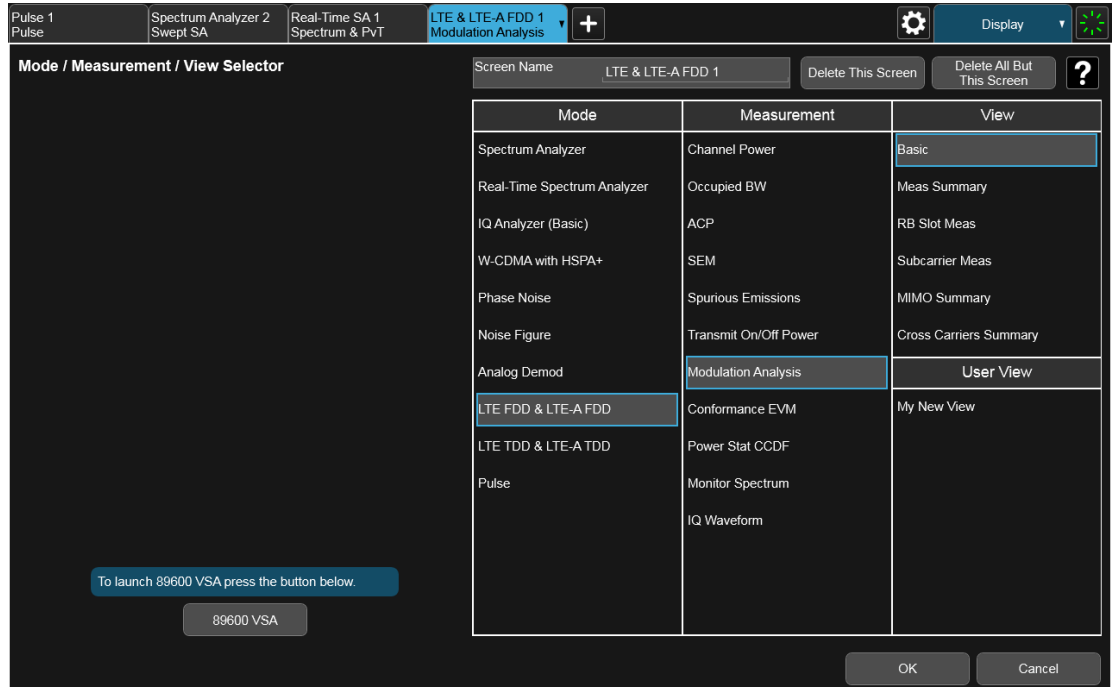 Pulse 1
Pulse
Spectrum Analyzer 2
Swept SA
Real-Time SA 1
Spectrum & PvT
LTE & LTE-A FDD 1
Modulation Analysis
+
Display
Mode / Measurement / View Selector
Screen Name
LTE & LTE-A FDD 1
Delete This Screen
Delete All But
This Screen
?
Mode
Measurement
View
Spectrum Analyzer
Channel Power
Basic
Real-Time Spectrum Analyzer
Occupied BW
Meas Summary
IQ Analyzer (Basic)
ACP
RB Slot Meas
W-CDMA with HSPA+
SEM
Subcarrier Meas
Phase Noise
Spurious Emissions
MIMO Summary
Noise Figure
Transmit On/Off Power
Cross Carriers Summary
Analog Demod
Modulation Analysis
User View
LTE FDD & LTE-A FDD
Conformance EVM
My New View
LTE TDD & LTE-A TDD
Power Stat CCDF
Pulse
Monitor Spectrum
IQ Waveform
To launch 89600 VSA press the button below.
89600 VSA
OK
Cancel